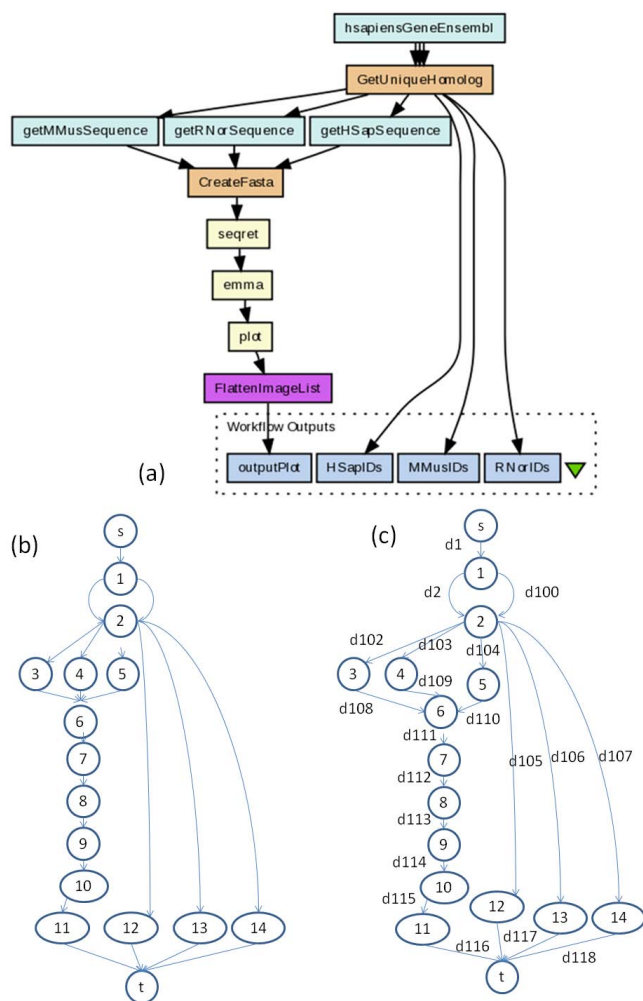 hsapiensGeneEnsembl
GetUniqueHomolog
getMMusSequence getRNorSequence getHSapSequence
CreateFasta
seqret
emma
plot
FlattenImageList
Workflow Outputs
outputPlot HSapIDs MMusIDs RNorIDs
(a)
(b)
s
1
2
3 4 5
6
7
8
9
10
11 12 13 14
t
(c)
s
d1
1
d2 d100
2
d102 d103 d104
3 4 5
d109
d108 6 d110
d111
7 d105 d106 d107
d112
8
d113
9
d114
10
d115
11 12 13 14
d116 d117 d118
t